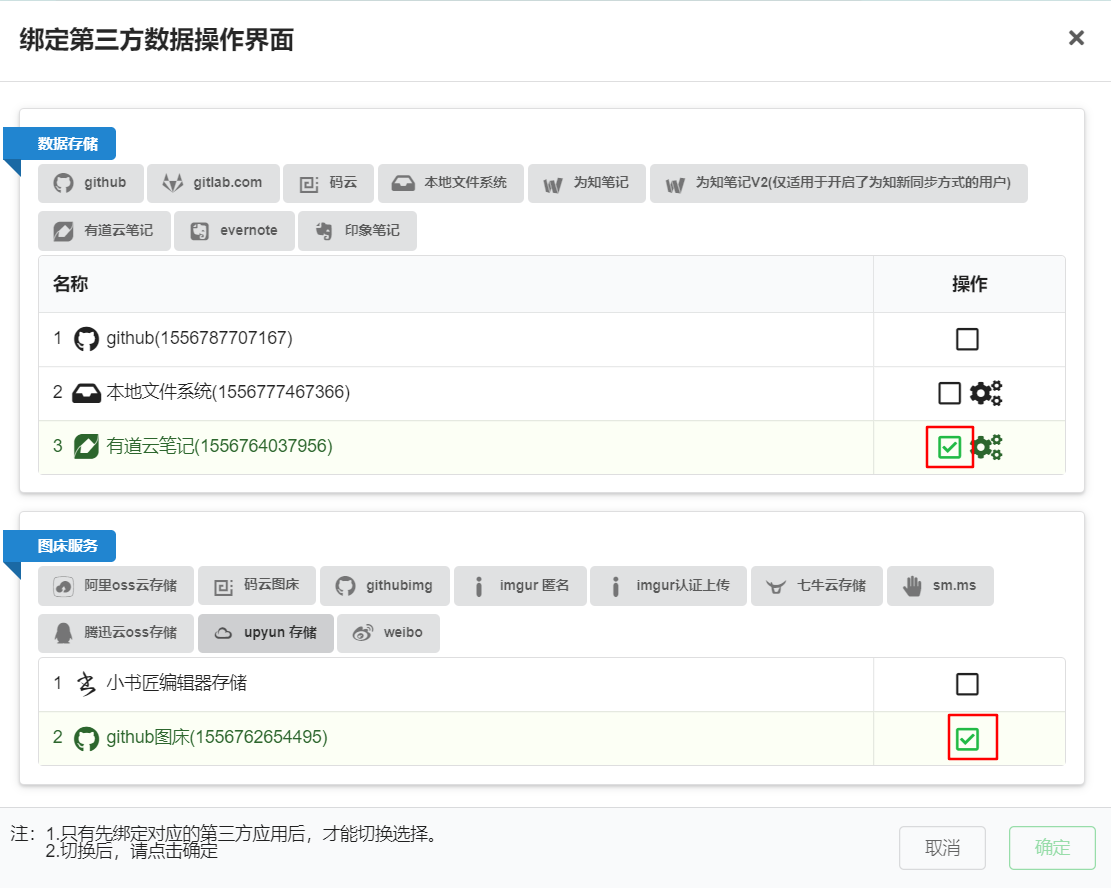 绑定第三方数据操作界面
数据存储
github gitlab.com 码云 本地文件系统 为知笔记 为知笔记V2(仅适用于开启了为知新同步方式的用户)
有道云笔记 evernote 印象笔记
名称 操作
1 github(1556787707167)
2 本地文件系统(1556777467366)
3 有道云笔记(1556764037956)
图床服务
阿里oss云存储 码云图床 githubimg imgur 匿名 imgur认证上传 七牛云存储 sm.ms
腾迅云oss存储 upyun 存储 weibo
1 小书匠编辑器存储
2 github图床(1556762654495)
注：1.只有先绑定对应的第三方应用后，才能切换选择。
2.切换后，请点击确定
取消 确定